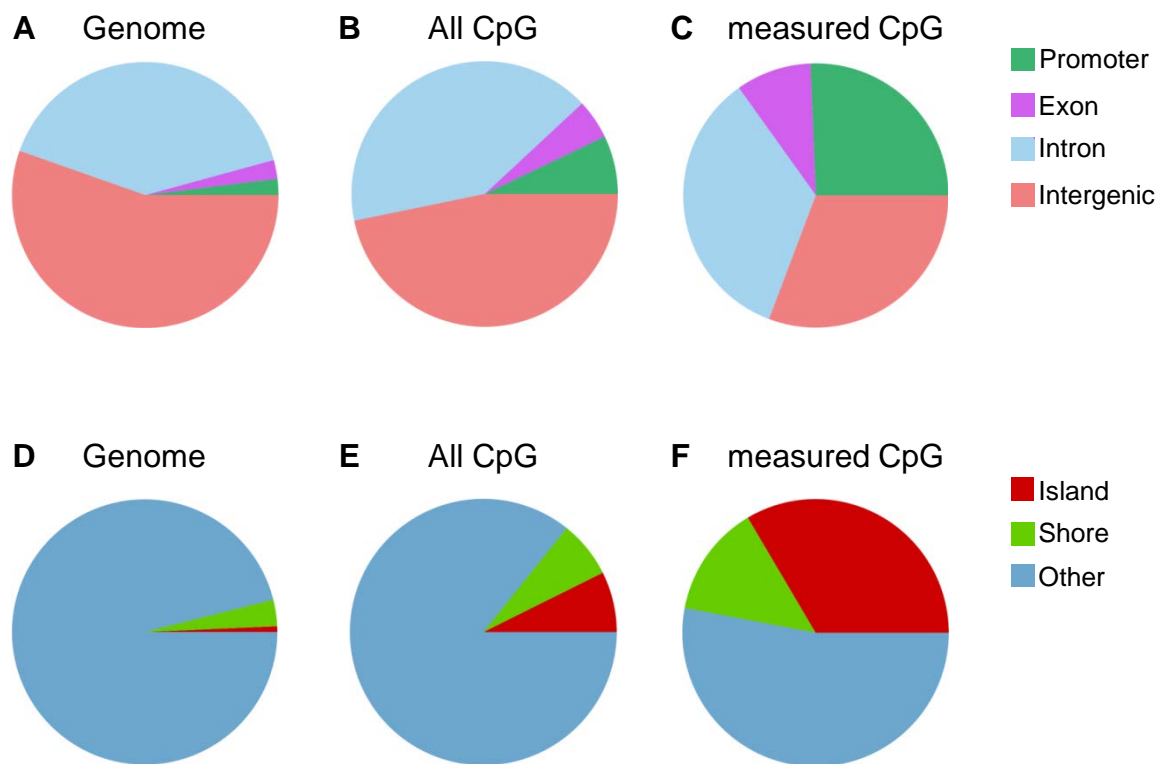 A Genome
B All CpG
C measured CpG
Promoter
Exon
Intron
Intergenic
D Genome
E All CpG
F measured CpG
Island
Shore
Other